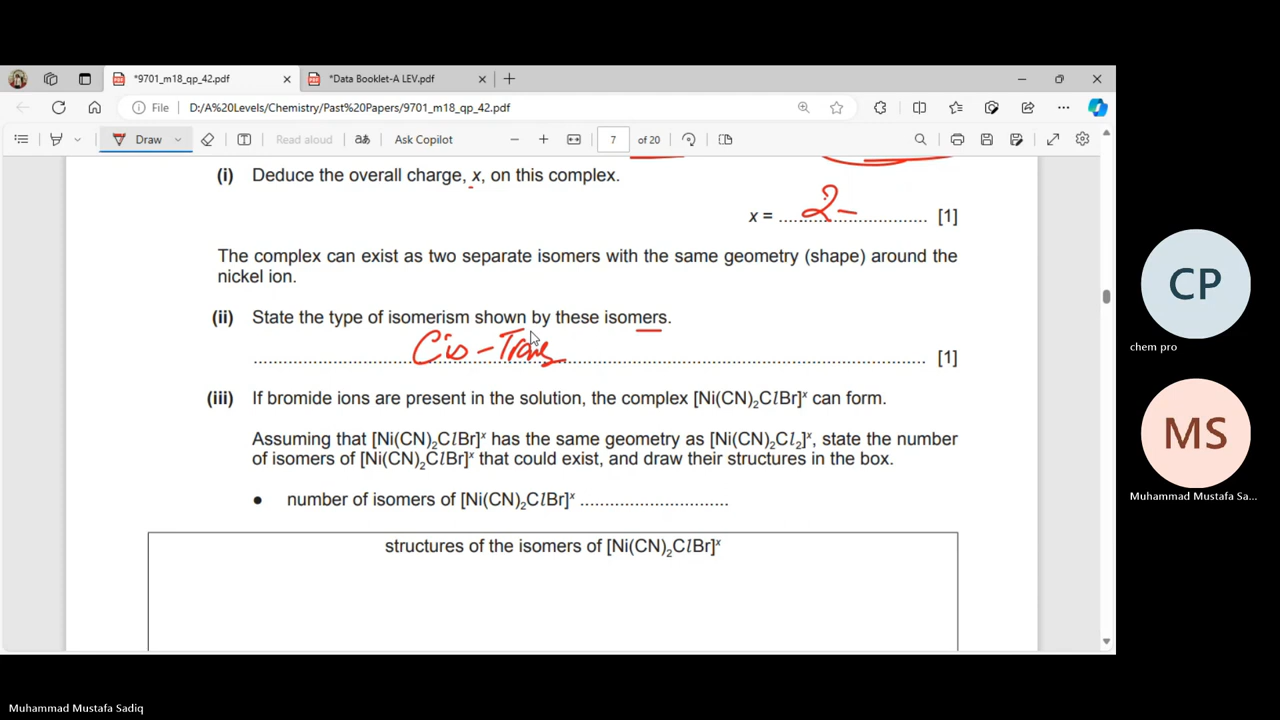 *9701_m18_qp_42.pdf
*Data Booklet-A LEV.pdf
File
D:/A%20Levels/Chemistry/Past%20Papers/9701_m18_qp_42.pdf
Draw
Read aloud
aあ
Ask Copilot
7 of 20
(i) Deduce the overall charge, x, on this complex.
x = ...... 2- ...... [1]
The complex can exist as two separate isomers with the same geometry (shape) around the
nickel ion.
(ii) State the type of isomerism shown by these isomers.
...... Cis - Trans ...... [1]
(iii) If bromide ions are present in the solution, the complex [Ni(CN)₂ClBr]ˣ can form.
Assuming that [Ni(CN)₂ClBr]ˣ has the same geometry as [Ni(CN)₂Cl₂]ˣ, state the number
of isomers of [Ni(CN)₂ClBr]ˣ that could exist, and draw their structures in the box.
● number of isomers of [Ni(CN)₂ClBr]ˣ ............................
structures of the isomers of [Ni(CN)₂ClBr]ˣ
CP
chem pro
MS
Muhammad Mustafa Sa...
Muhammad Mustafa Sadiq